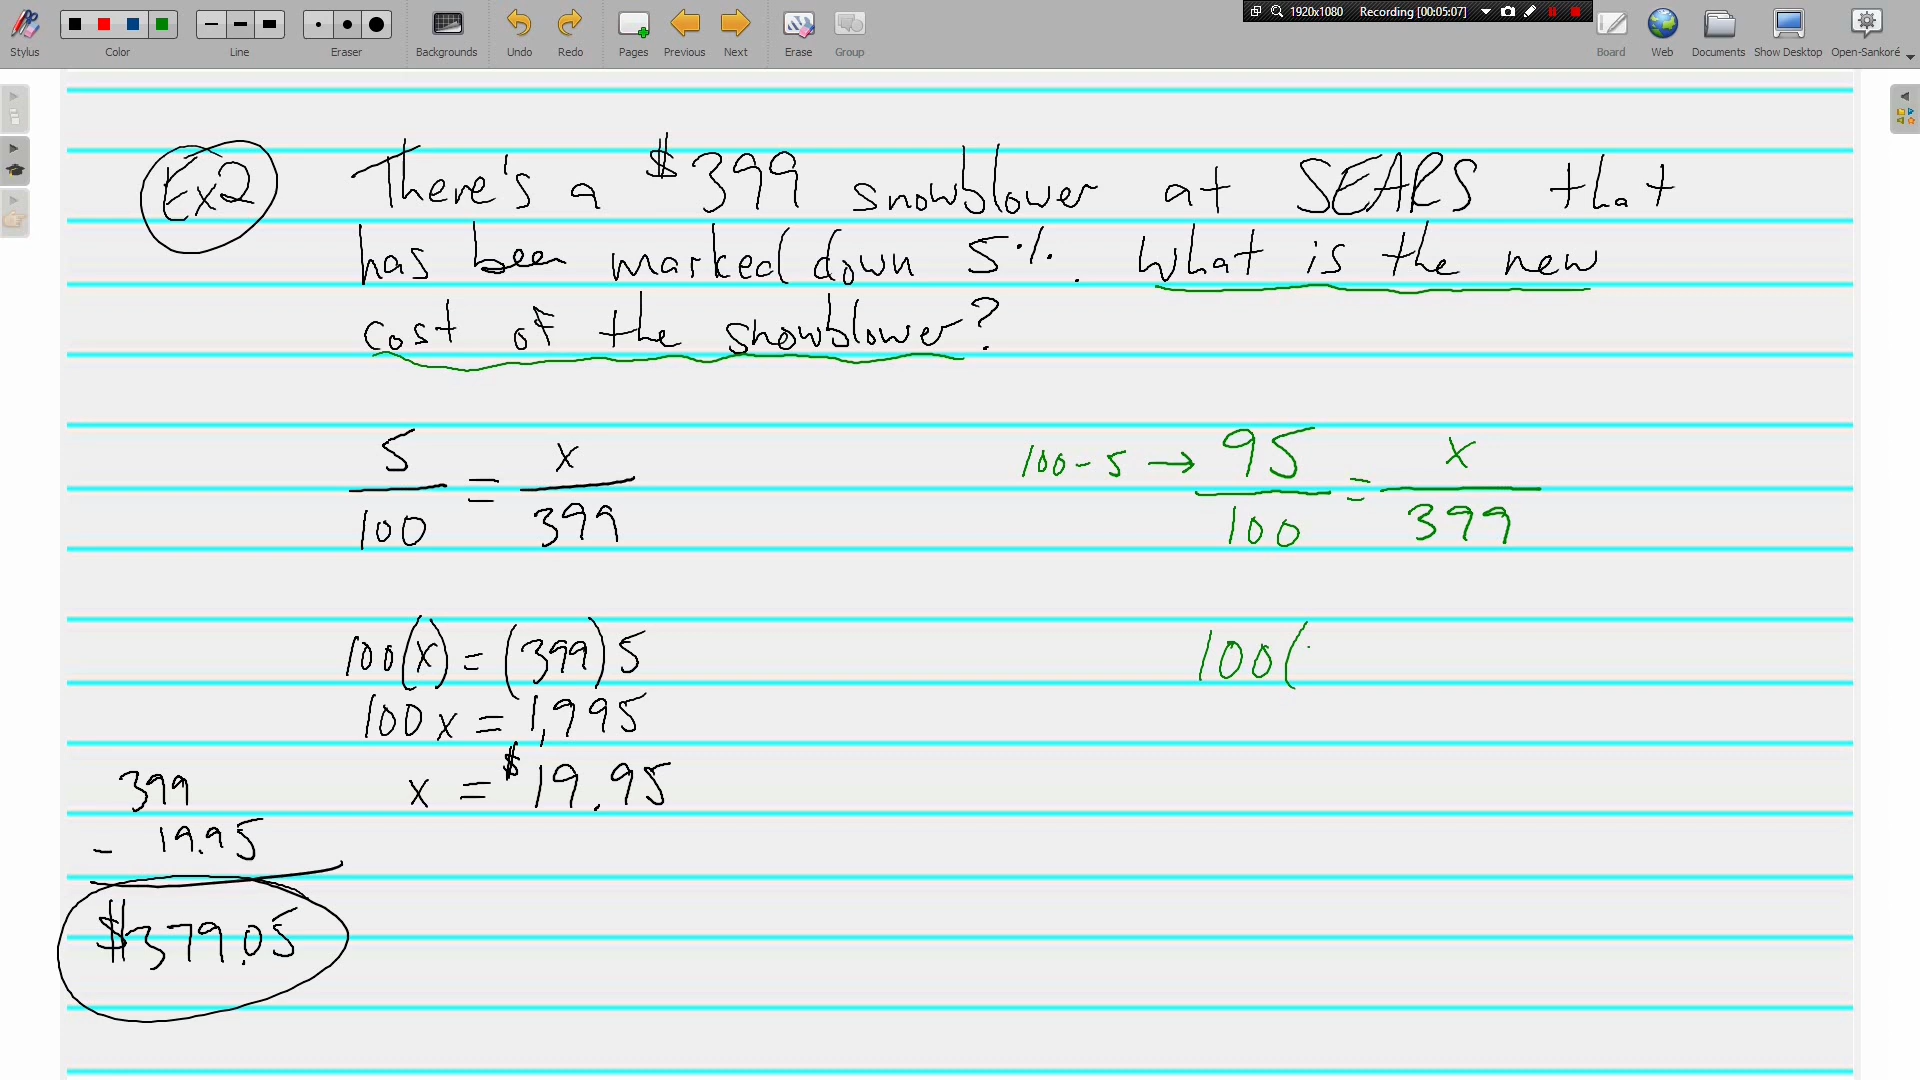 1920x1080 Recording [00:05:07]
Stylus Color Line Eraser Backgrounds Undo Redo Pages Previous Next Erase Group Board Web Documents Show Desktop Open-Sankoré
Ex2 There's a $399 snowblower at SEARS that
has been marked down 5%. What is the new
cost of the snowblower?
5/100 = x/399
100-5 → 95/100 = x/399
100(x) = (399)5
100(
100x = 1,995
x = $19.95
399
- 19.95
$379.05